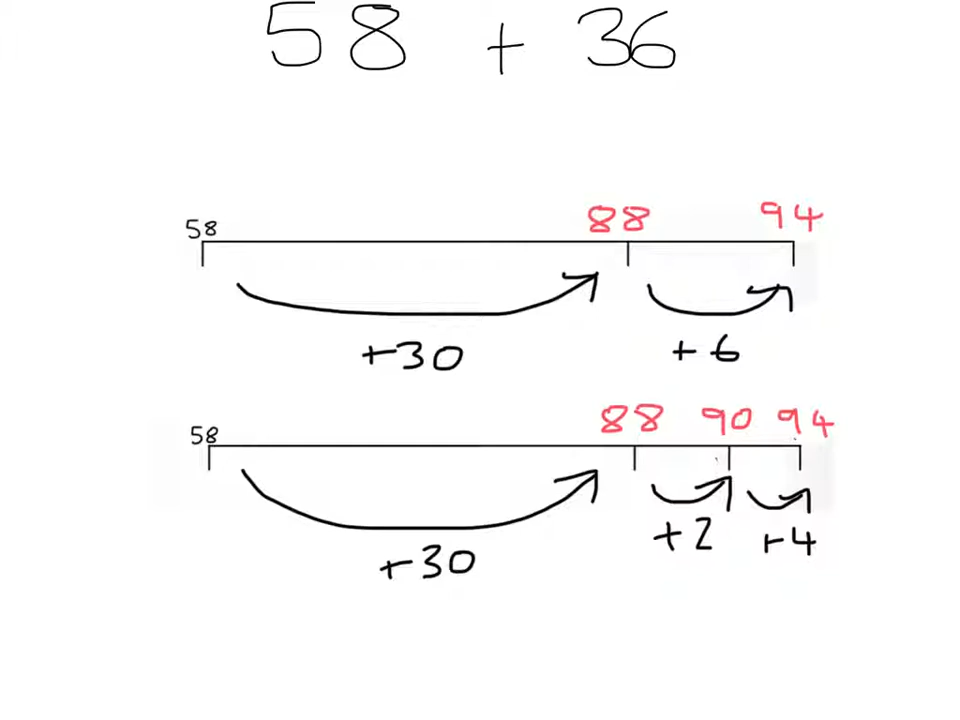 58 + 36
58 88 94
+30 +6
58 88 90 94
+30 +2 +4